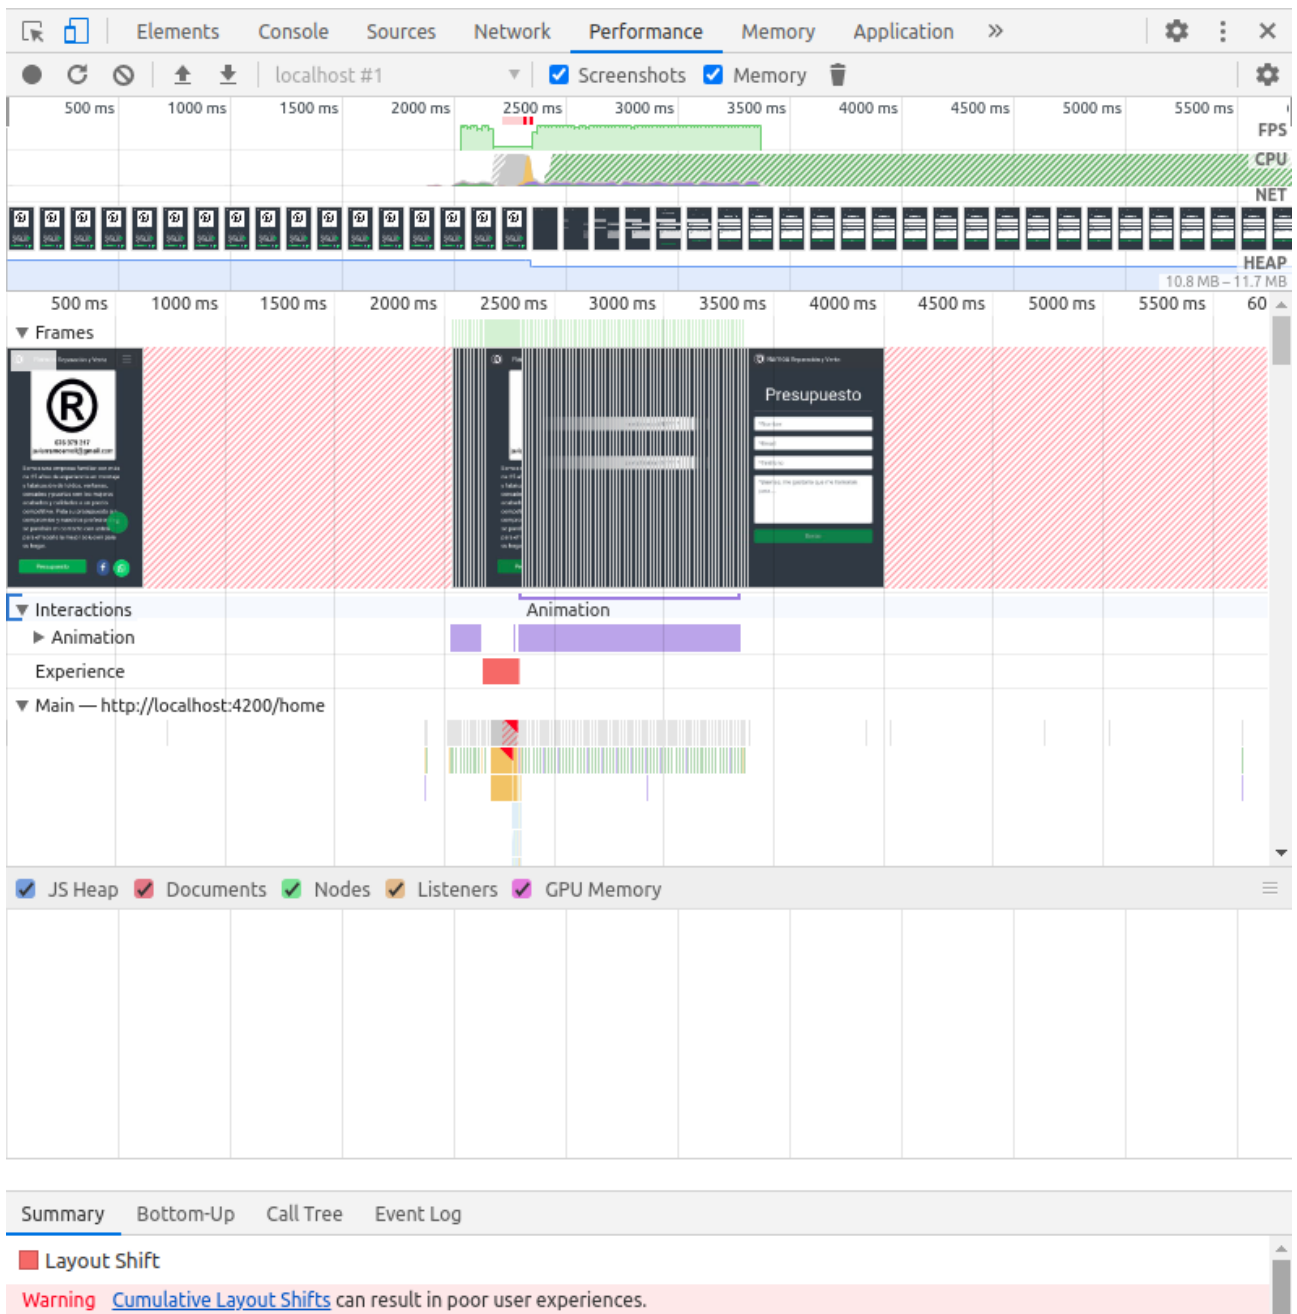 Elements Console Sources Network Performance Memory Application »
localhost #1 Screenshots Memory
500 ms 1000 ms 1500 ms 2000 ms 2500 ms 3000 ms 3500 ms 4000 ms 4500 ms 5000 ms 5500 ms
FPS
CPU
NET
HEAP
10.8 MB – 11.7 MB
500 ms 1000 ms 1500 ms 2000 ms 2500 ms 3000 ms 3500 ms 4000 ms 4500 ms 5000 ms 5500 ms 60
Frames
Reparación y Venta
®
Presupuesto
Presupuesto
Interactions
Animation
Animation
Experience
Main — http://localhost:4200/home
JS Heap Documents Nodes Listeners GPU Memory
Summary Bottom-Up Call Tree Event Log
Layout Shift
Warning Cumulative Layout Shifts can result in poor user experiences.